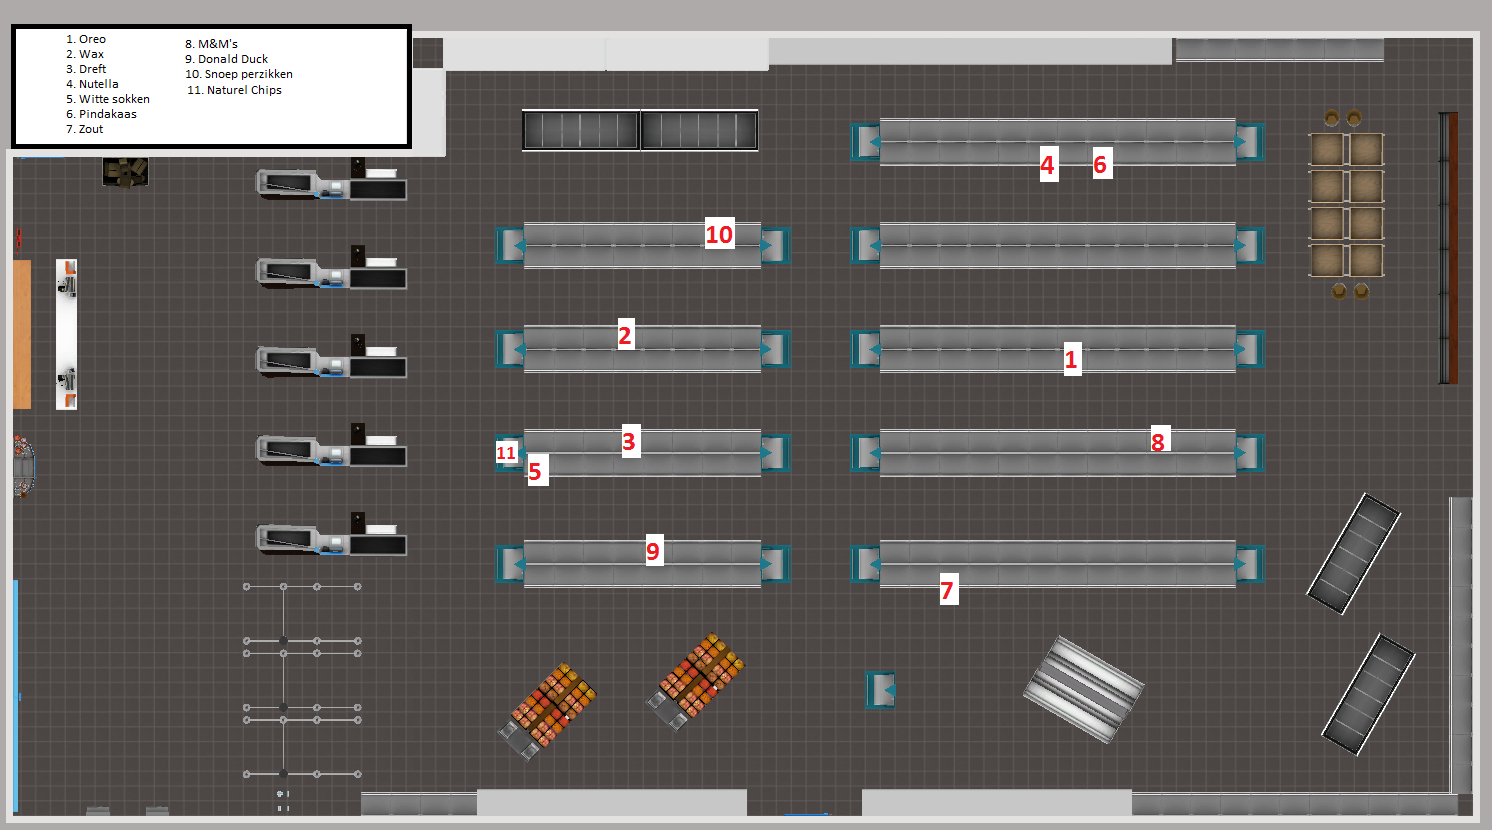 1. Oreo
2. Wax
3. Dreft
4. Nutella
5. Witte sokken
6. Pindakaas
7. Zout
8. M&M's
9. Donald Duck
10. Snoep perzikken
11. Naturel Chips
4
6
10
2
1
3
8
11
5
9
7